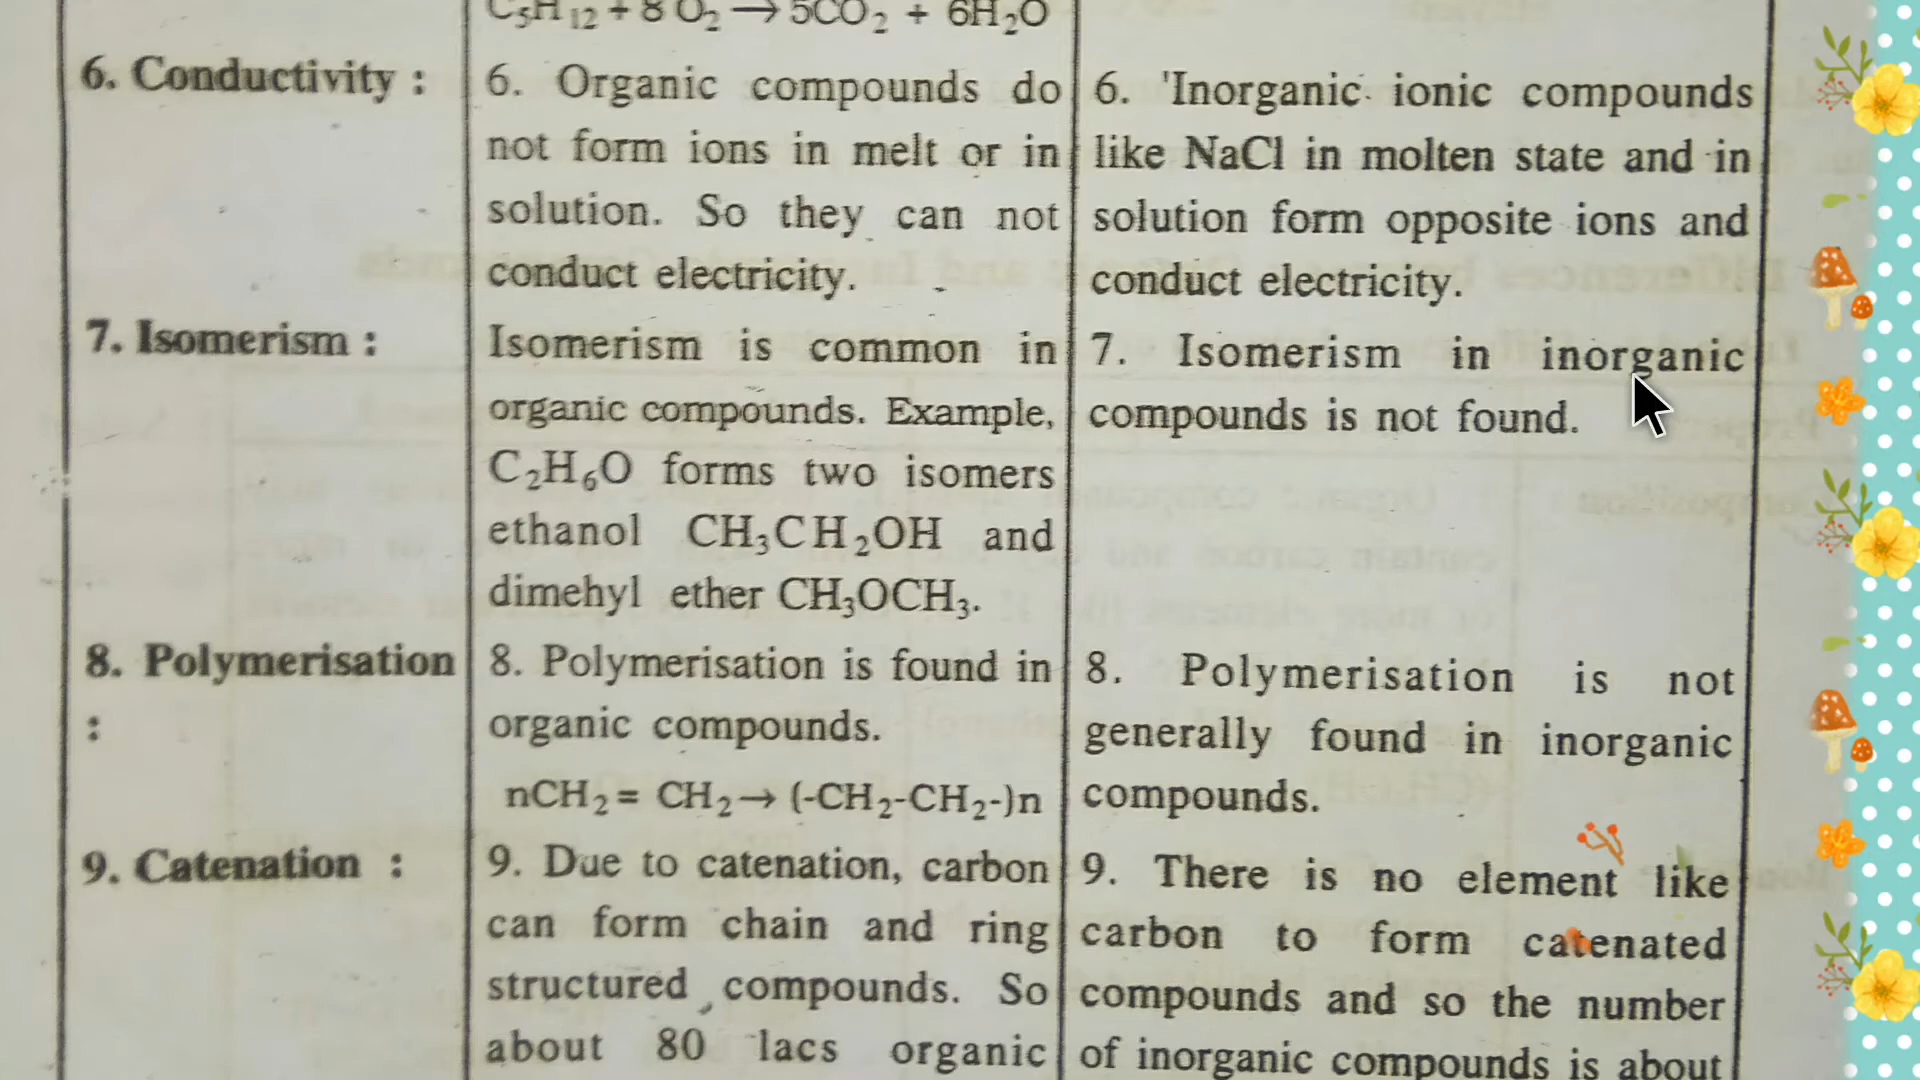 C₅H₁₂ + 8 O₂ → 5CO₂ + 6H₂O
6. Conductivity :
6. Organic compounds do
not form ions in melt or in
solution. So they can not
conduct electricity.
6. 'Inorganic ionic compounds
like NaCl in molten state and in
solution form opposite ions and
conduct electricity.
7. Isomerism :
Isomerism is common in
organic compounds. Example,
C₂H₆O forms two isomers
ethanol CH₃CH₂OH and
dimehyl ether CH₃OCH₃.
7. Isomerism in inorganic
compounds is not found.
8. Polymerisation
:
8. Polymerisation is found in
organic compounds.
nCH₂ = CH₂→ (-CH₂-CH₂-)n
8. Polymerisation is not
generally found in inorganic
compounds.
9. Catenation :
9. Due to catenation, carbon
can form chain and ring
structured compounds. So
about 80 lacs organic
9. There is no element like
carbon to form catenated
compounds and so the number
of inorganic compounds is about